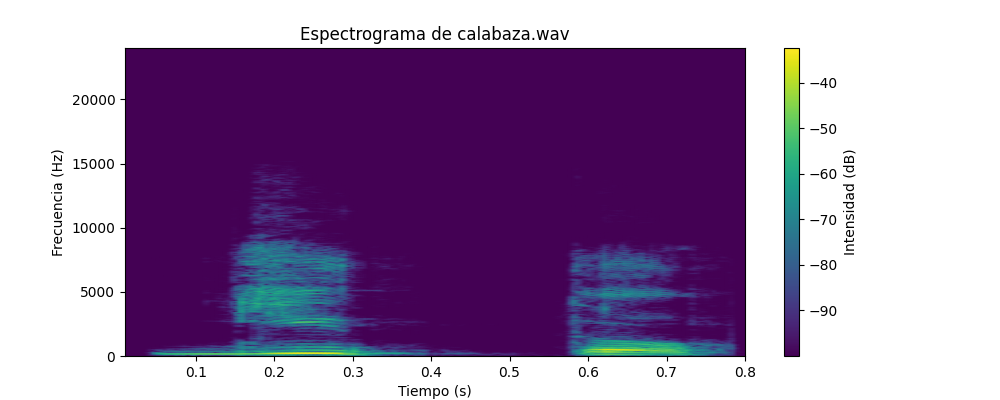 Espectrograma de calabaza.wav
Frecuencia (Hz)
20000
15000
10000
5000
0
0.1 0.2 0.3 0.4 0.5 0.6 0.7 0.8
Tiempo (s)
−40
−50
−60
−70
−80
−90
Intensidad (dB)